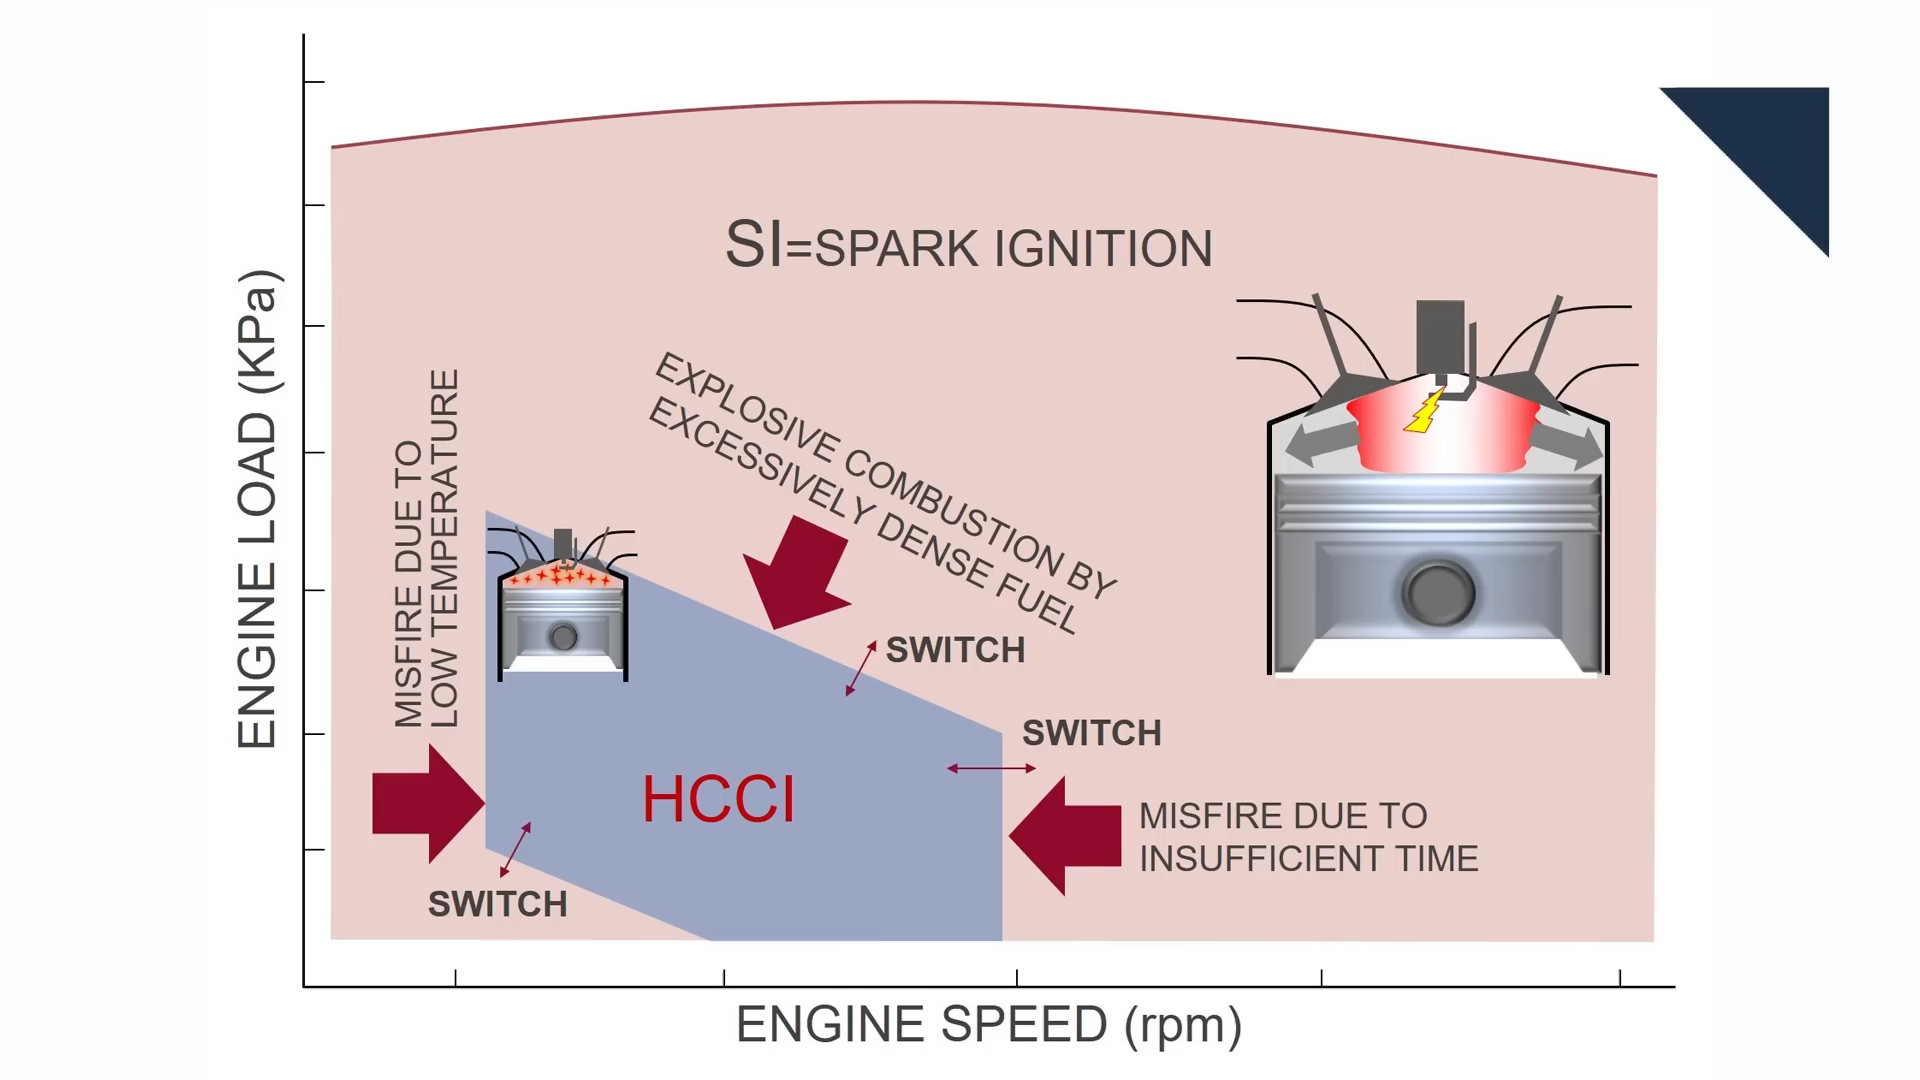 SI=SPARK IGNITION
ENGINE LOAD (KPa)
MISFIRE DUE TO
LOW TEMPERATURE
EXPLOSIVE COMBUSTION BY
EXCESSIVELY DENSE FUEL
SWITCH
SWITCH
HCCI
MISFIRE DUE TO
INSUFFICIENT TIME
SWITCH
ENGINE SPEED (rpm)